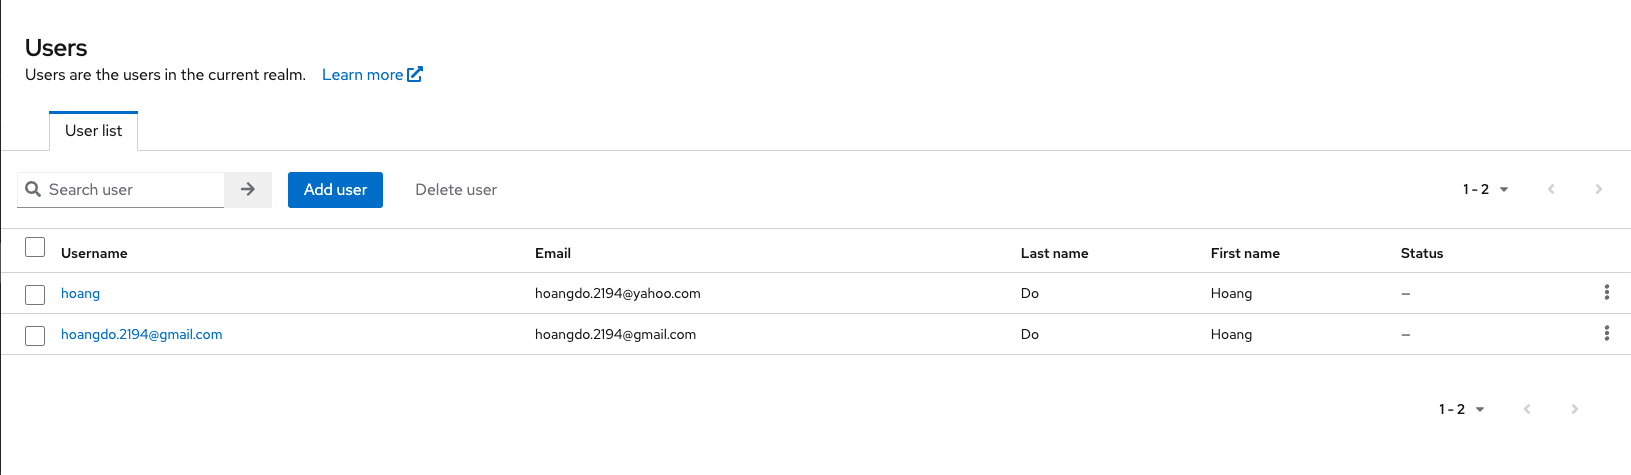 Users
Users are the users in the current realm. Learn more
User list
Search user Add user Delete user 1 - 2
Username Email Last name First name Status
hoang hoangdo.2194@yahoo.com Do Hoang –
hoangdo.2194@gmail.com hoangdo.2194@gmail.com Do Hoang –
1 - 2